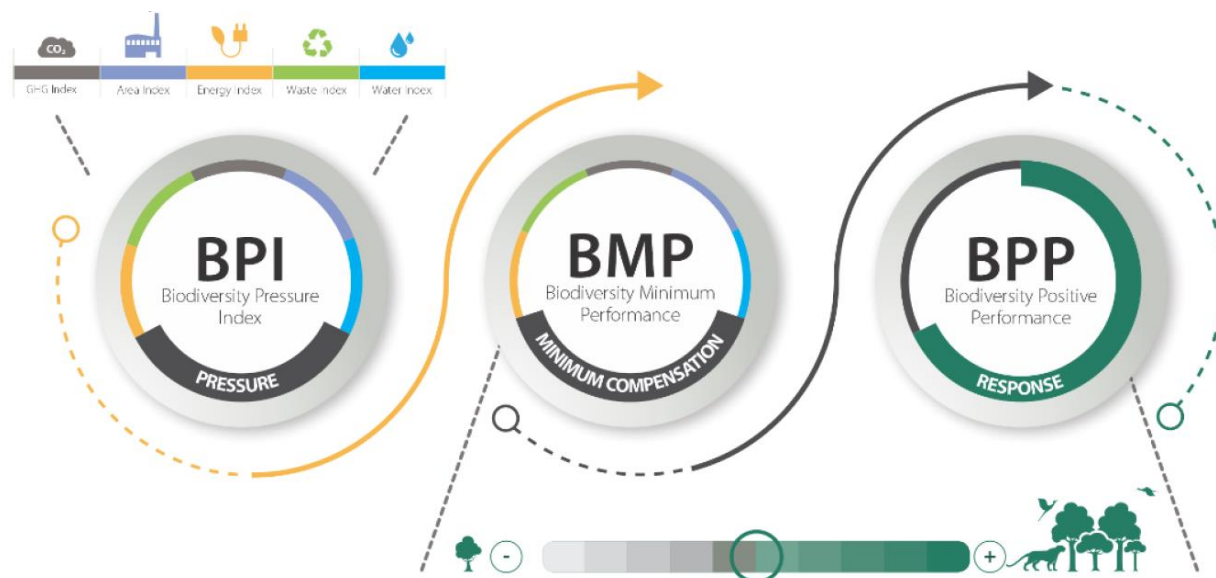 CO₂
GHG Index
Area Index
Energy Index
Waste Index
Water Index
BPI
Biodiversity Pressure
Index
PRESSURE
BMP
Biodiversity Minimum
Performance
MINIMUM COMPENSATION
BPP
Biodiversity Positive
Performance
RESPONSE
-
+